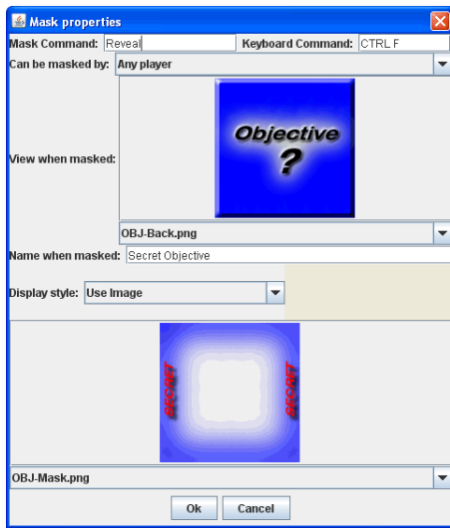 Mask properties
Mask Command: Reveal Keyboard Command: CTRL F
Can be masked by: Any player
Objective
?
View when masked:
OBJ-Back.png
Name when masked: Secret Objective
Display style: Use Image
SECRET SECRET
OBJ-Mask.png
Ok Cancel